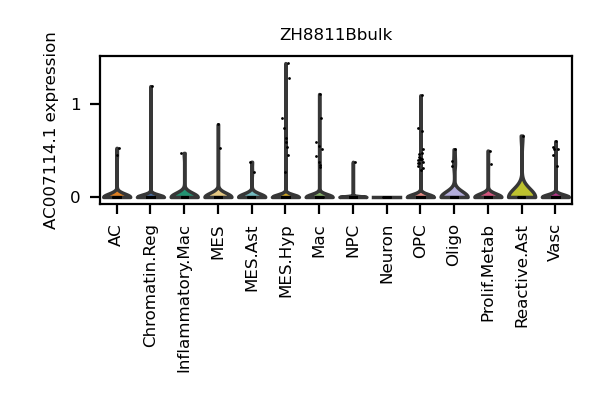 ZH8811Bbulk
AC007114.1 expression
1
0
AC
Chromatin.Reg
Inflammatory.Mac
MES
MES.Ast
MES.Hyp
Mac
NPC
Neuron
OPC
Oligo
Prolif.Metab
Reactive.Ast
Vasc